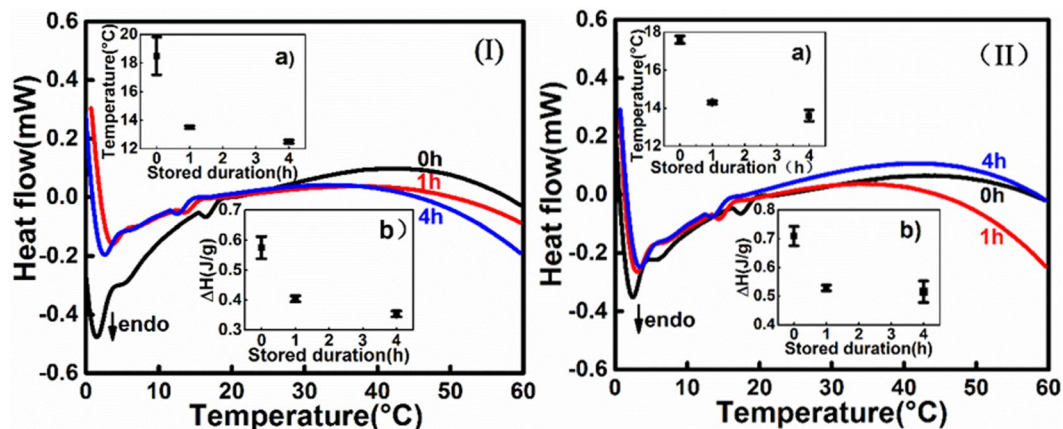 (I)
Heat flow(mW)
0.6
0.4
0.2
0.0
-0.2
-0.4
-0.6
0
10
20
30
40
50
60
Temperature(°C)
a)
Temperature(°C)
20
18
16
14
12
0
1
2
3
4
Stored duration(h)
0h
1h
4h
b)
ΔH(J/g)
0.7
0.6
0.5
0.4
0.3
0
1
2
3
4
Stored duration(h)
endo
(II)
Heat flow(mW)
0.6
0.4
0.2
0.0
-0.2
-0.4
-0.6
0
10
20
30
40
50
60
Temperature(°C)
a)
Temperature(°C)
18
16
14
12
0
1
2
3
4
Stored duration (h)
4h
0h
1h
b)
ΔH(J/g)
0.8
0.7
0.6
0.5
0.4
0
1
2
3
4
Stored duration(h)
endo